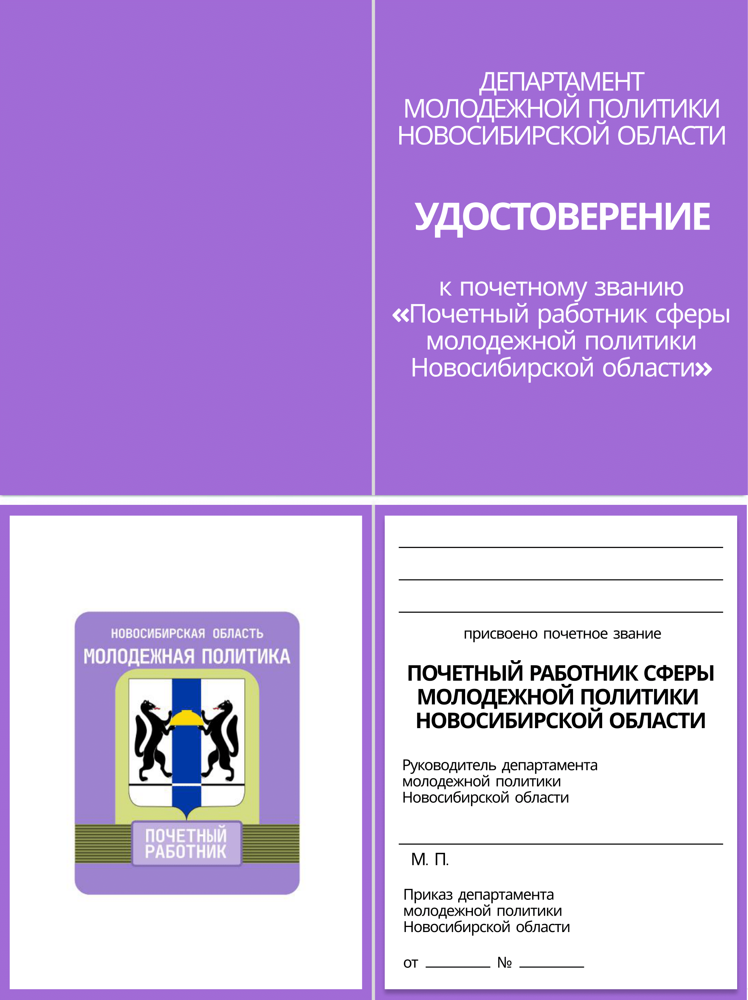 ДЕПАРТАМЕНТ
МОЛОДЕЖНОЙ ПОЛИТИКИ
НОВОСИБИРСКОЙ ОБЛАСТИ
УДОСТОВЕРЕНИЕ
к почетному званию
«Почетный работник сферы
молодежной политики
Новосибирской области»
НОВОСИБИРСКАЯ ОБЛАСТЬ
МОЛОДЕЖНАЯ ПОЛИТИКА
ПОЧЕТНЫЙ
РАБОТНИК
присвоено почетное звание
ПОЧЕТНЫЙ РАБОТНИК СФЕРЫ
МОЛОДЕЖНОЙ ПОЛИТИКИ
НОВОСИБИРСКОЙ ОБЛАСТИ
Руководитель департамента
молодежной политики
Новосибирской области
М. П.
Приказ департамента
молодежной политики
Новосибирской области
от ________ № ________